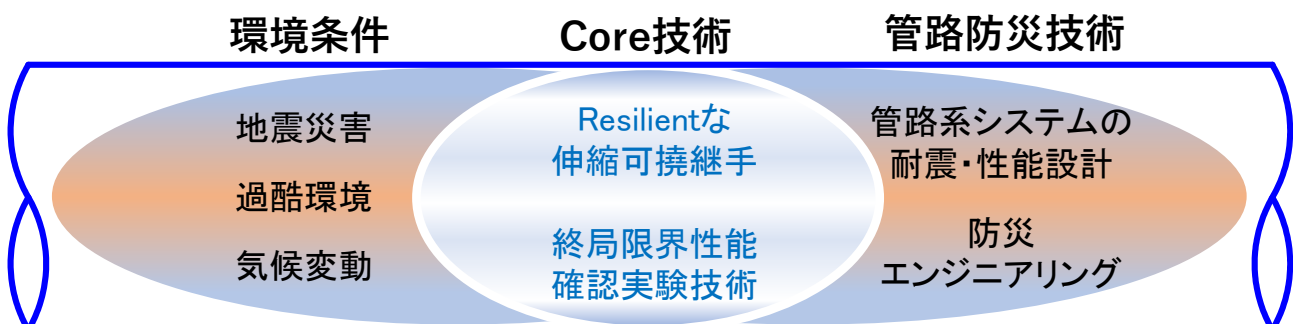 環境条件
Core技術
管路防災技術
地震災害
過酷環境
気候変動
Resilientな
伸縮可撓継手
終局限界性能
確認実験技術
管路系システムの
耐震・性能設計
防災
エンジニアリング